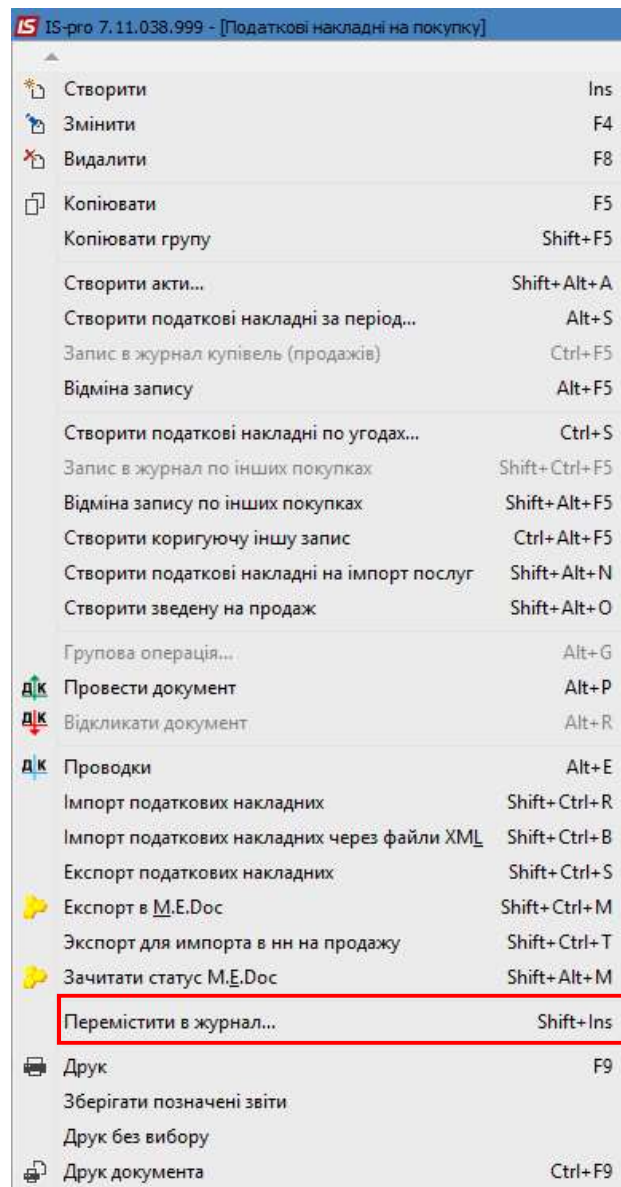 IS-pro 7.11.038.999 - [Податкові накладні на покупку]
Створити Ins
Змінити F4
Видалити F8
Копіювати F5
Копіювати групу Shift+F5
Створити акти... Shift+Alt+A
Створити податкові накладні за період... Alt+S
Запис в журнал купівель (продажів) Ctrl+F5
Відміна запису Alt+F5
Створити податкові накладні по угодах... Ctrl+S
Запис в журнал по інших покупках Shift+Ctrl+F5
Відміна запису по інших покупках Shift+Alt+F5
Створити коригуючу іншу запис Ctrl+Alt+F5
Створити податкові накладні на імпорт послуг Shift+Alt+N
Створити зведену на продаж Shift+Alt+O
Групова операція... Alt+G
Провести документ Alt+P
Відкликати документ Alt+R
Проводки Alt+E
Імпорт податкових накладних Shift+Ctrl+R
Імпорт податкових накладних через файли XML Shift+Ctrl+B
Експорт податкових накладних Shift+Ctrl+S
Експорт в M.E.Doc Shift+Ctrl+M
Экспорт для импорта в нн на продажу Shift+Ctrl+T
Зачитати статус M.E.Doc Shift+Alt+M
Перемістити в журнал... Shift+Ins
Друк F9
Зберігати позначені звіти
Друк без вибору
Друк документа Ctrl+F9